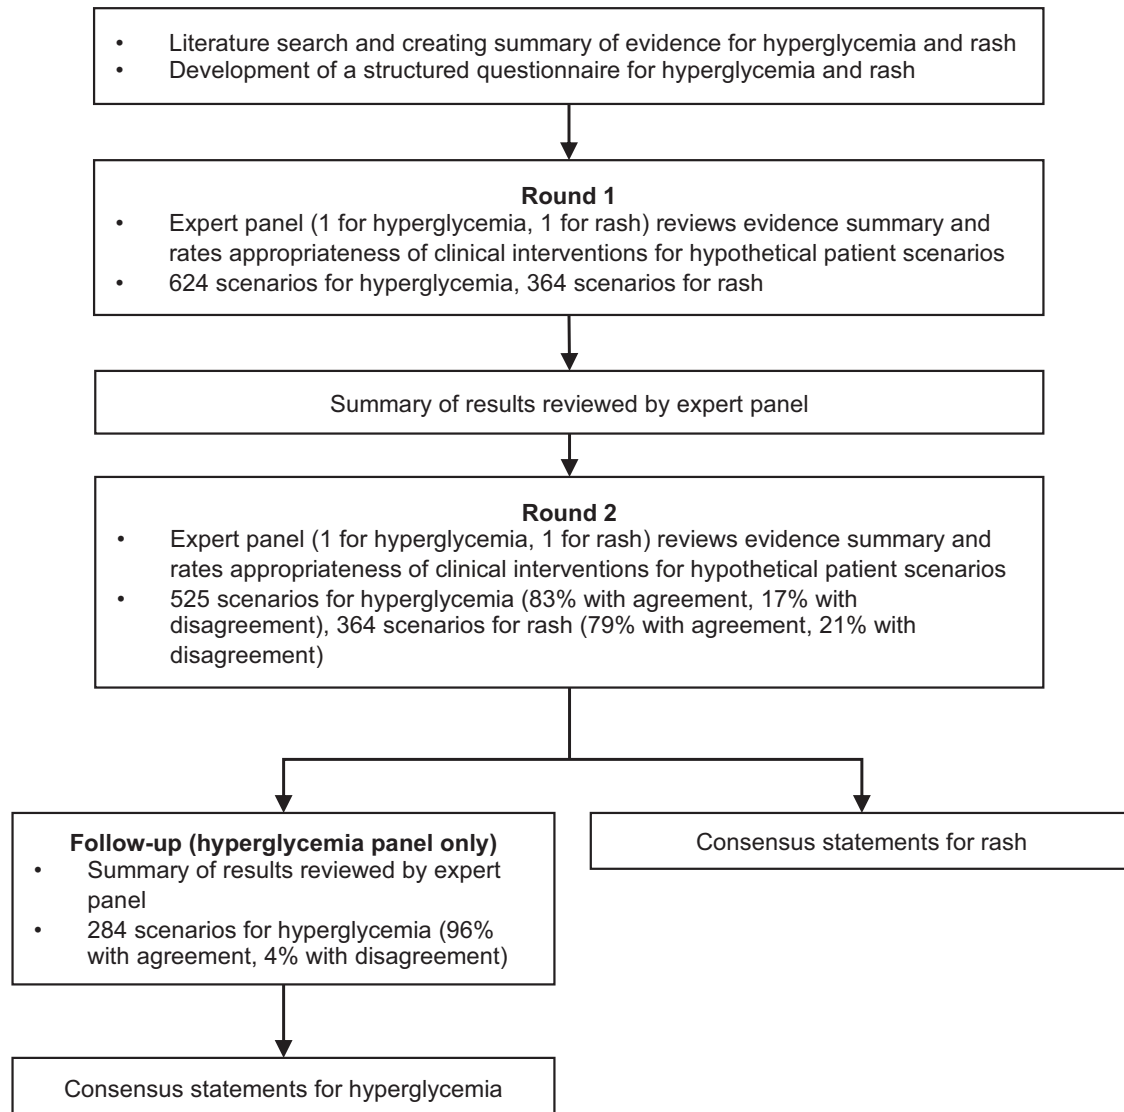 • Literature search and creating summary of evidence for hyperglycemia and rash
• Development of a structured questionnaire for hyperglycemia and rash
Round 1
• Expert panel (1 for hyperglycemia, 1 for rash) reviews evidence summary and
rates appropriateness of clinical interventions for hypothetical patient scenarios
• 624 scenarios for hyperglycemia, 364 scenarios for rash
Summary of results reviewed by expert panel
Round 2
• Expert panel (1 for hyperglycemia, 1 for rash) reviews evidence summary and
rates appropriateness of clinical interventions for hypothetical patient scenarios
• 525 scenarios for hyperglycemia (83% with agreement, 17% with
disagreement), 364 scenarios for rash (79% with agreement, 21% with
disagreement)
Follow-up (hyperglycemia panel only)
• Summary of results reviewed by expert
panel
• 284 scenarios for hyperglycemia (96%
with agreement, 4% with disagreement)
Consensus statements for rash
Consensus statements for hyperglycemia